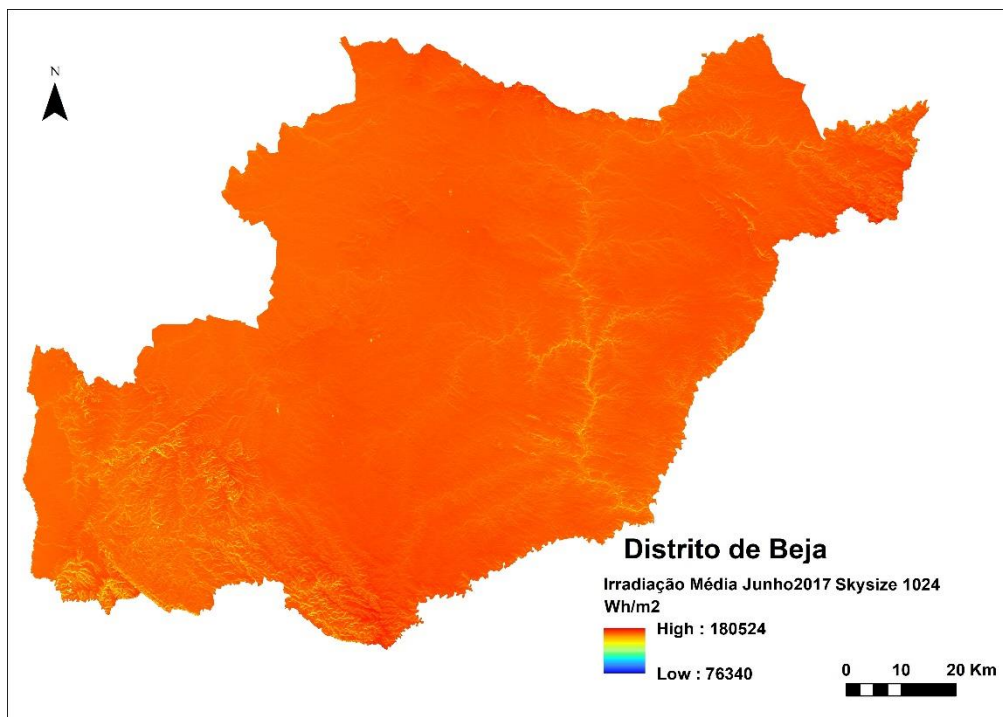 N
Distrito de Beja
Irradiação Média Junho2017 Skysize 1024
Wh/m2
High : 180524
Low : 76340
0 10 20 Km